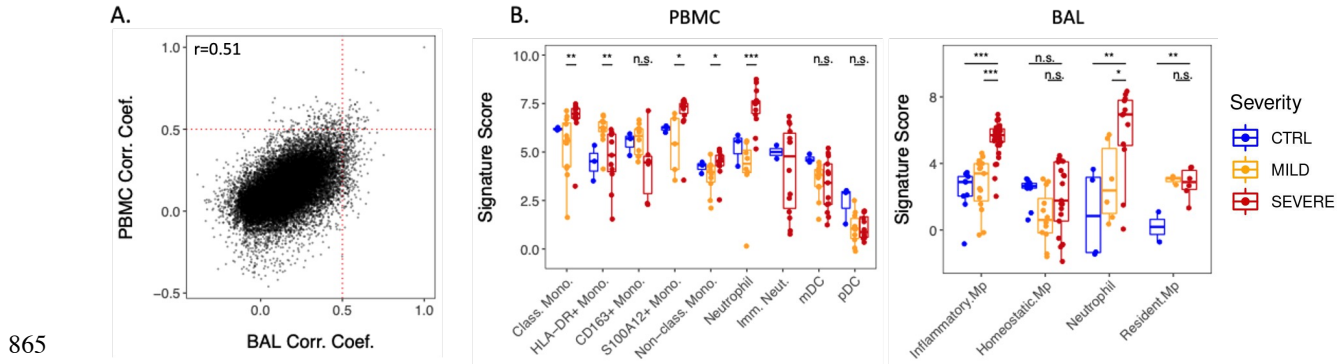 A.
r=0.51
1.0
0.5
0.0
−0.5
PBMC Corr. Coef.
0.0
0.5
1.0
BAL Corr. Coef.
B.
PBMC
10.0
7.5
5.0
2.5
0.0
Signature Score
**
**
n.s.
*
*
***
n.s.
n.s.
Class. Mono.
HLA−DR+ Mono.
CD163+ Mono.
S100A12+ Mono.
Non−class. Mono.
Neutrophil
Imm. Neut.
mDC
pDC
BAL
8
4
0
Signature Score
***
***
n.s.
n.s.
**
*
**
n.s.
Inflammatory.Mp
Homeostatic.Mp
Neutrophil
Resident.Mp
Severity
CTRL
MILD
SEVERE
865